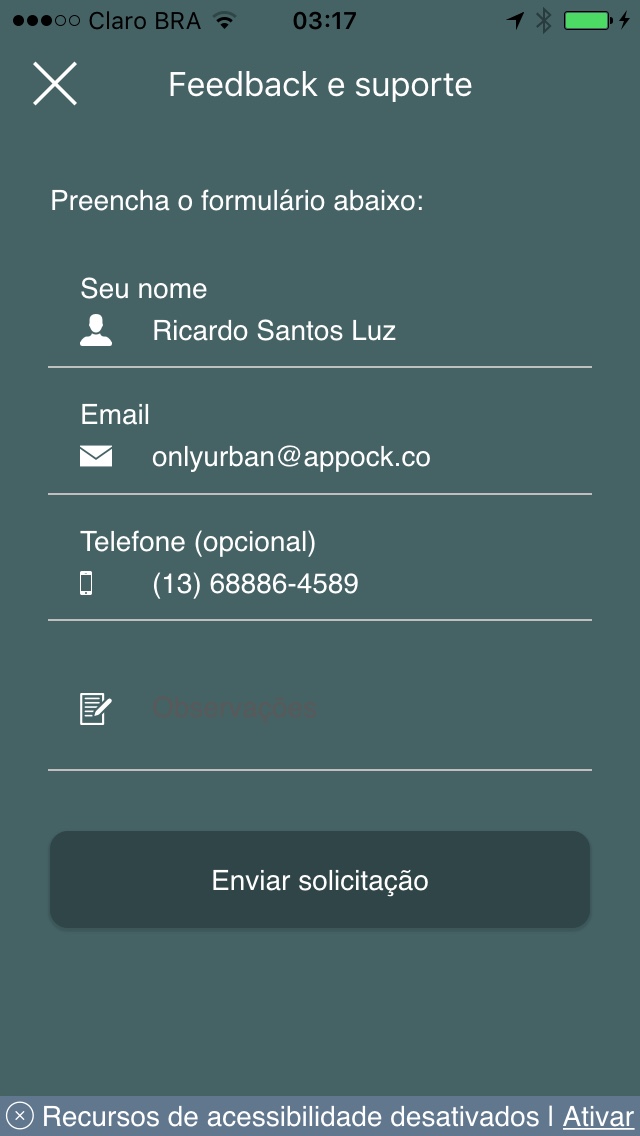 Claro BRA 03:17
Feedback e suporte
Preencha o formulário abaixo:
Seu nome
Ricardo Santos Luz
Email
onlyurban@appock.co
Telefone (opcional)
(13) 68886-4589
Observações
Enviar solicitação
Recursos de acessibilidade desativados | Ativar